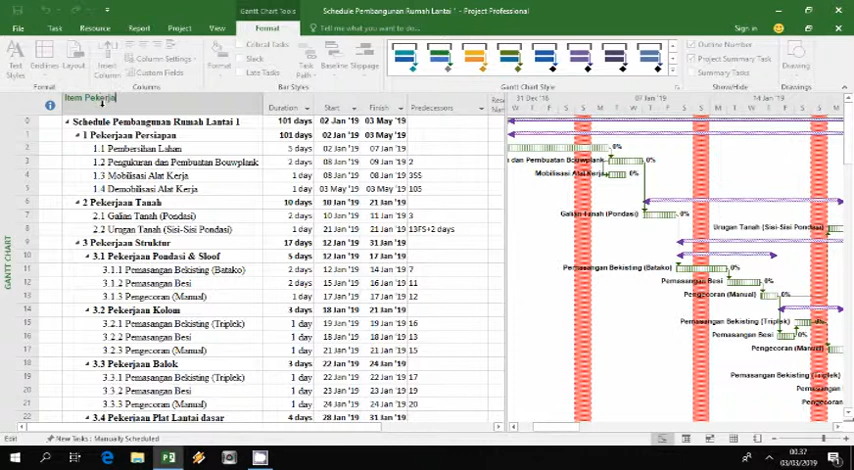 Gantt Chart Tools
Schedule Pembangunan Rumah Lantai 1 - Project Professional
File Task Resource Report Project View Format Tell me what you want to do... Sign in
Text Styles Gridlines Layout Insert Column
Column Settings
Custom Fields
Format
Critical Tasks
Slack
Late Tasks
Task Baseline Slippage
Outline Number
Project Summary Task
Summary Tasks
Drawing
Format Columns Bar Styles Gantt Chart Style Show/Hide Drawing
Item Pekerja
Duration Start Finish Predecessors
31 Dec '18 07 Jan '19 14 Jan '19
0 Schedule Pembangunan Rumah Lantai 1 101 days 02 Jan '19 03 May '19
1 1 Pekerjaan Persiapan 101 days 02 Jan '19 03 May '19
2 1.1 Pembersihan Lahan 5 days 02 Jan '19 07 Jan '19
3 1.2 Pengukuran dan Pembuatan Bouwplank 2 days 08 Jan '19 09 Jan '19 2
4 1.3 Mobilisasi Alat Kerja 1 day 08 Jan '19 08 Jan '19 3SS
5 1.4 Demobilisasi Alat Kerja 1 day 03 May '19 03 May '19 105
6 2 Pekerjaan Tanah 10 days 10 Jan '19 21 Jan '19
7 2.1 Galian Tanah (Pondasi) 2 days 10 Jan '19 11 Jan '19 3
8 2.2 Urugan Tanah (Sisi-Sisi Pondasi) 1 day 21 Jan '19 21 Jan '19 13FS+2 days
9 3 Pekerjaan Struktur 17 days 12 Jan '19 31 Jan '19
10 3.1 Pekerjaan Pondasi & Sloof 5 days 12 Jan '19 17 Jan '19
11 3.1.1 Pemasangan Bekisting (Batako) 2 days 12 Jan '19 14 Jan '19 7
12 3.1.2 Pemasangan Besi 2 days 15 Jan '19 16 Jan '19 11
13 3.1.3 Pengecoran (Manual) 1 day 17 Jan '19 17 Jan '19 12
14 3.2 Pekerjaan Kolom 3 days 18 Jan '19 21 Jan '19
15 3.2.1 Pemasangan Bekisting (Triplek) 1 day 19 Jan '19 19 Jan '19 16
16 3.2.2 Pemasangan Besi 1 day 18 Jan '19 18 Jan '19 13
17 3.2.3 Pengecoran (Manual) 1 day 21 Jan '19 21 Jan '19 15
18 3.3 Pekerjaan Balok 3 days 22 Jan '19 24 Jan '19
19 3.3.1 Pemasangan Bekisting (Triplek) 1 day 22 Jan '19 22 Jan '19 17
20 3.3.2 Pemasangan Besi 1 day 23 Jan '19 23 Jan '19 19
21 3.3.3 Pengecoran (Manual) 1 day 24 Jan '19 24 Jan '19 20
22 3.4 Pekerjaan Plat Lantai dasar 4 days 28 Jan '19 31 Jan '19
GANTT CHART
0%
dan Pembuatan Bouwplank 0%
Mobilisasi Alat Kerja 0%
Galian Tanah (Pondasi) 0%
Urugan Tanah (Sisi-Sisi Pondasi)
Pemasangan Bekisting (Batako) 0%
Pemasangan Besi 0%
Pengecoran (Manual) 0%
Pemasangan Bekisting (Triplek) 0%
Pemasangan Besi 0%
Pengecoran (Manual)
Pemasangan Bekisting (Triplek)
Edit New Tasks : Manually Scheduled
00.37
03/03/2019